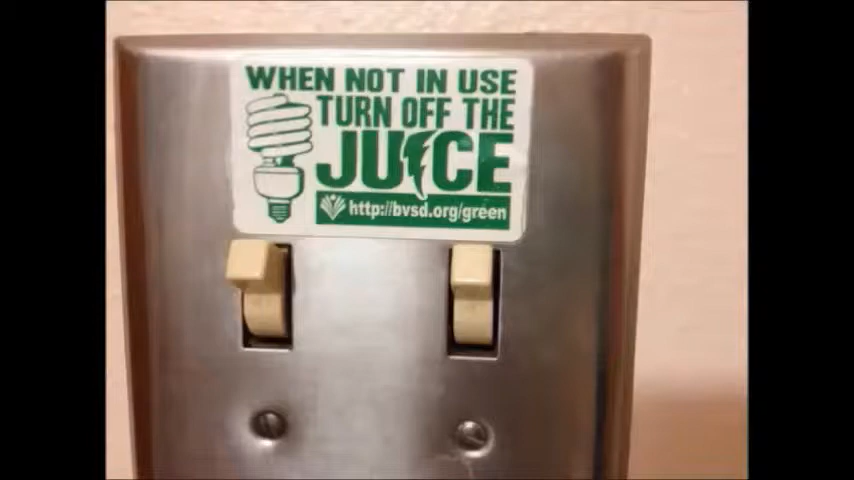 WHEN NOT IN USE
TURN OFF THE
JUICE
http://bvsd.org/green